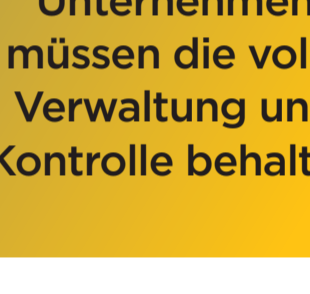 Unternehmen
müssen die vol
Verwaltung un
Kontrolle behalt